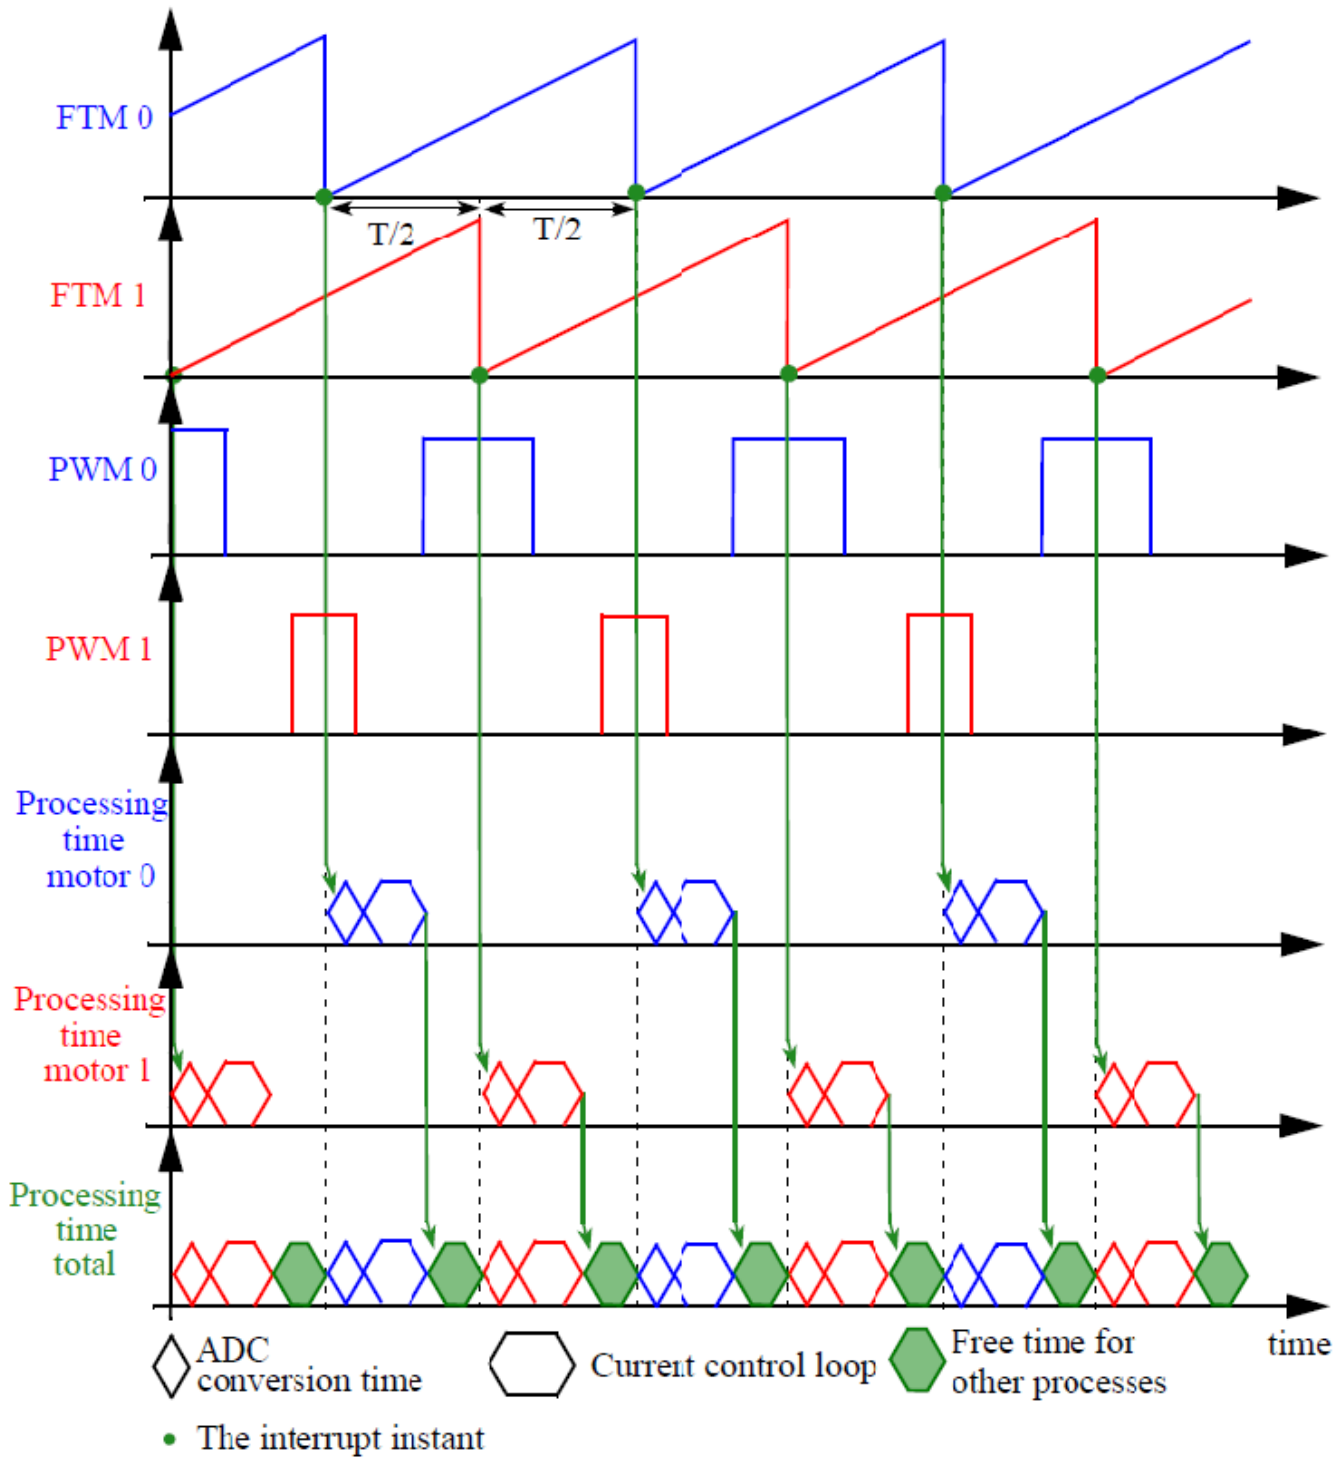 FTM 0
T/2
T/2
FTM 1
PWM 0
PWM 1
Processing
time
motor 0
Processing
time
motor 1
Processing
time
total
time
ADC
conversion time
Current control loop
Free time for
other processes
The interrupt instant